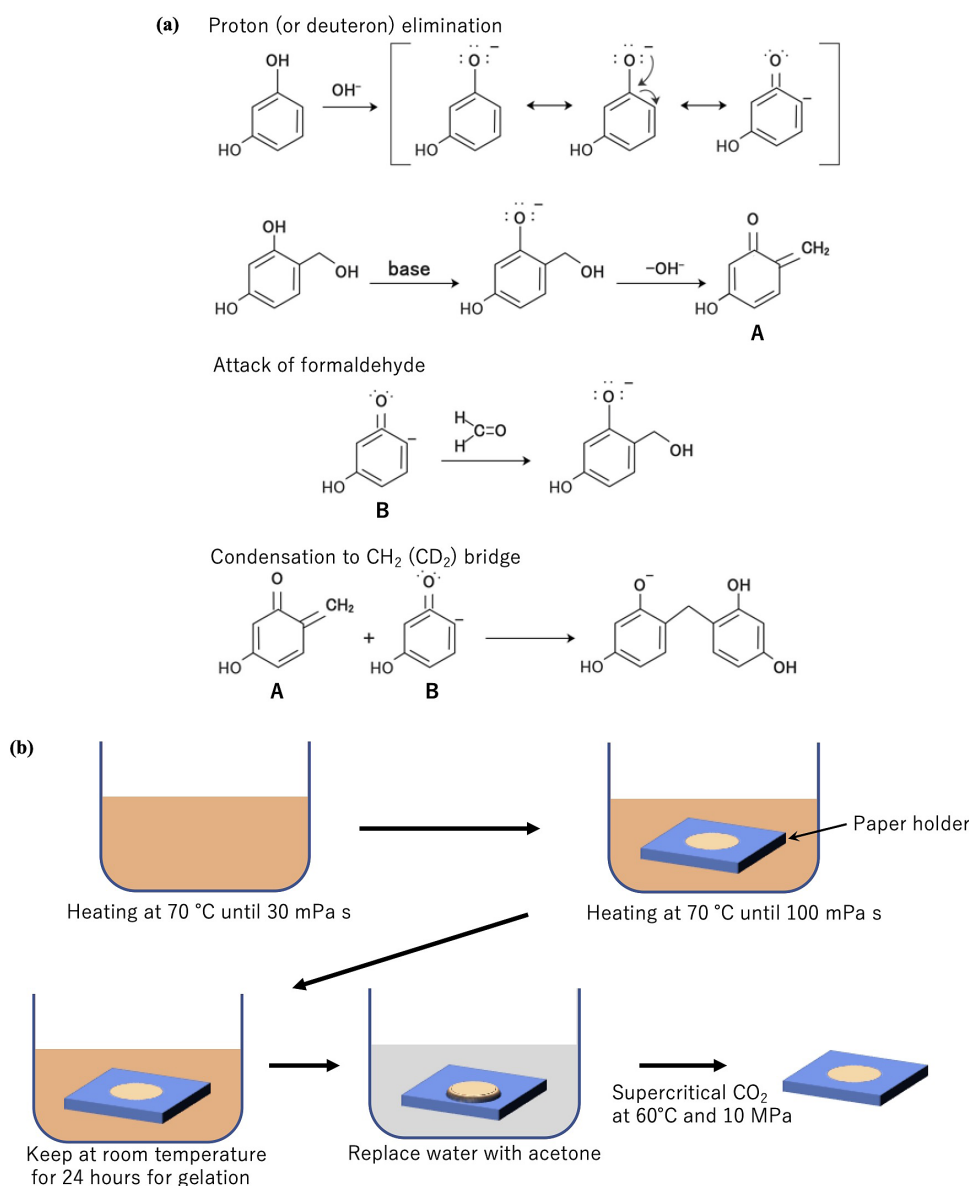 (a) Proton (or deuteron) elimination
OH
HO
OH⁻
: O : −
HO
: O : −
HO
O
−
HO
OH
OH
HO
base
: O : −
OH
HO
−OH⁻
O
CH₂
HO
A
Attack of formaldehyde
O
−
HO
B
H
C=O
H
: O : −
OH
HO
Condensation to CH₂ (CD₂) bridge
O
CH₂
HO
A
+
O
−
HO
B
O⁻
OH
HO
OH
(b)
Paper holder
Heating at 70 °C until 30 mPa s
Heating at 70 °C until 100 mPa s
Keep at room temperature
for 24 hours for gelation
Replace water with acetone
Supercritical CO₂
at 60°C and 10 MPa